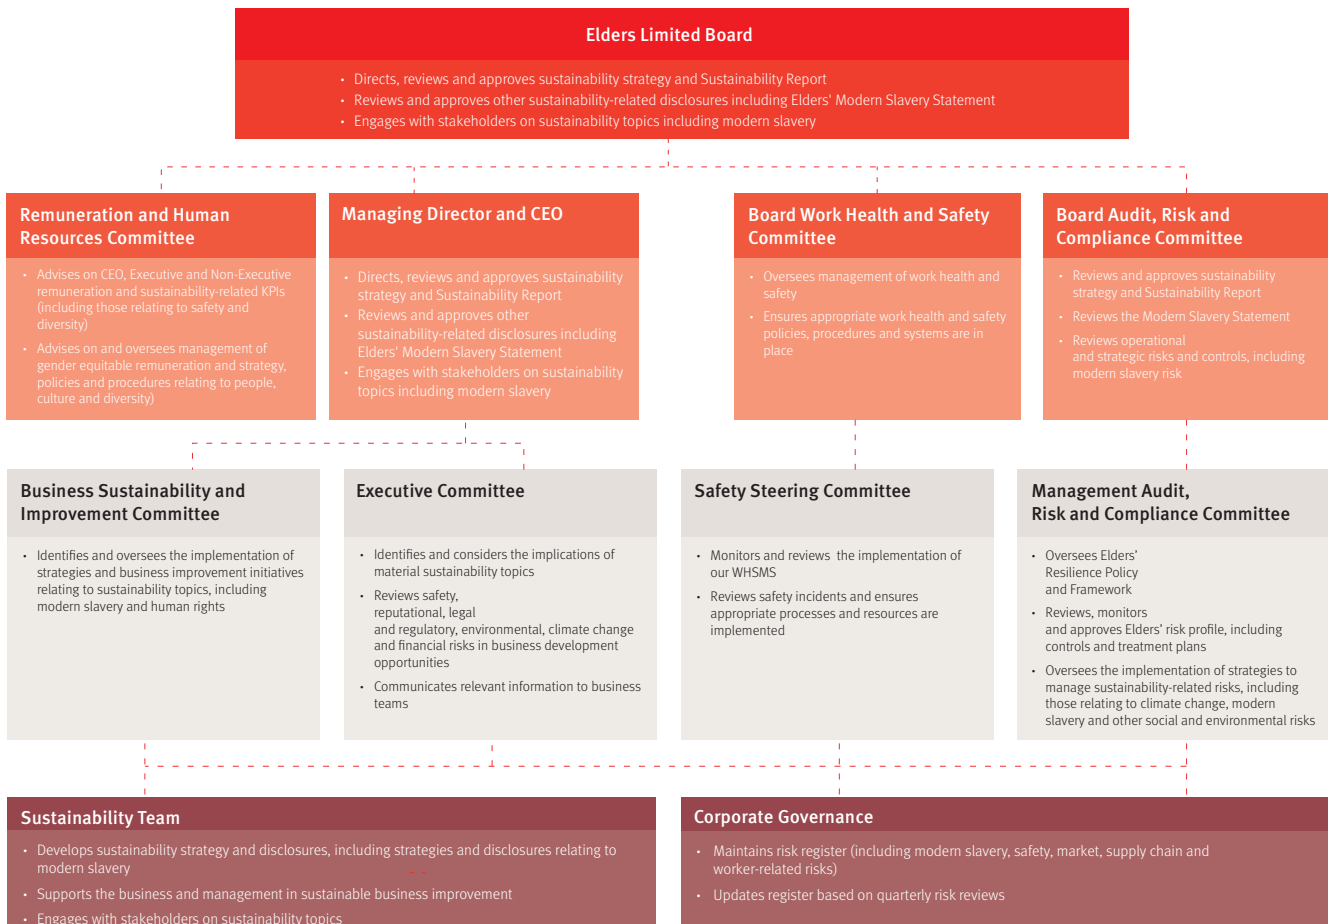 Elders Limited Board
• Directs, reviews and approves sustainability strategy and Sustainability Report
• Reviews and approves other sustainability-related disclosures including Elders' Modern Slavery Statement
• Engages with stakeholders on sustainability topics including modern slavery
Remuneration and Human
Resources Committee
• Advises on CEO, Executive and Non-Executive
remuneration and sustainability-related KPIs
(including those relating to safety and
diversity)
• Advises on and oversees management of
gender equitable remuneration and strategy,
policies and procedures relating to people,
culture and diversity)
Managing Director and CEO
• Directs, reviews and approves sustainability
strategy and Sustainability Report
• Reviews and approves other
sustainability-related disclosures including
Elders' Modern Slavery Statement
• Engages with stakeholders on sustainability
topics including modern slavery
Board Work Health and Safety
Committee
• Oversees management of work health and
safety
• Ensures appropriate work health and safety
policies, procedures and systems are in
place
Board Audit, Risk and
Compliance Committee
• Reviews and approves sustainability
strategy and Sustainability Report
• Reviews the Modern Slavery Statement
• Reviews operational
and strategic risks and controls, including
modern slavery risk
Business Sustainability and
Improvement Committee
• Identifies and oversees the implementation of
strategies and business improvement initiatives
relating to sustainability topics, including
modern slavery and human rights
Executive Committee
• Identifies and considers the implications of
material sustainability topics
• Reviews safety,
reputational, legal
and regulatory, environmental, climate change
and financial risks in business development
opportunities
• Communicates relevant information to business
teams
Safety Steering Committee
• Monitors and reviews the implementation of
our WHSMS
• Reviews safety incidents and ensures
appropriate processes and resources are
implemented
Management Audit,
Risk and Compliance Committee
• Oversees Elders’
Resilience Policy
and Framework
• Reviews, monitors
and approves Elders’ risk profile, including
controls and treatment plans
• Oversees the implementation of strategies to
manage sustainability-related risks, including
those relating to climate change, modern
slavery and other social and environmental risks
Sustainability Team
• Develops sustainability strategy and disclosures, including strategies and disclosures relating to
modern slavery
• Supports the business and management in sustainable business improvement
• Engages with stakeholders on sustainability topics
Corporate Governance
• Maintains risk register (including modern slavery, safety, market, supply chain and
worker-related risks)
• Updates register based on quarterly risk reviews